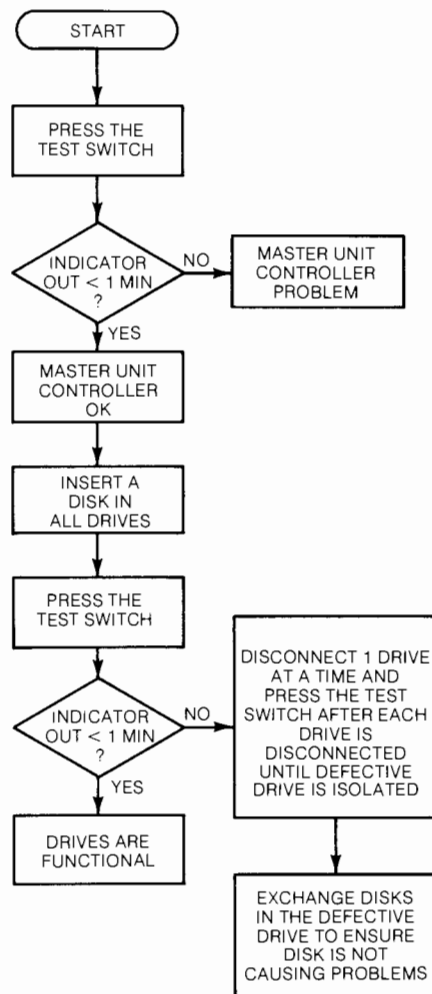 START
PRESS THE
TEST SWITCH
INDICATOR
OUT < 1 MIN
?
NO
MASTER UNIT
CONTROLLER
PROBLEM
YES
MASTER UNIT
CONTROLLER
OK
INSERT A
DISK IN
ALL DRIVES
PRESS THE
TEST SWITCH
INDICATOR
OUT < 1 MIN
?
NO
DISCONNECT 1 DRIVE
AT A TIME AND
PRESS THE TEST
SWITCH AFTER EACH
DRIVE IS
DISCONNECTED
UNTIL DEFECTIVE
DRIVE IS ISOLATED
YES
DRIVES ARE
FUNCTIONAL
EXCHANGE DISKS
IN THE DEFECTIVE
DRIVE TO ENSURE
DISK IS NOT
CAUSING PROBLEMS